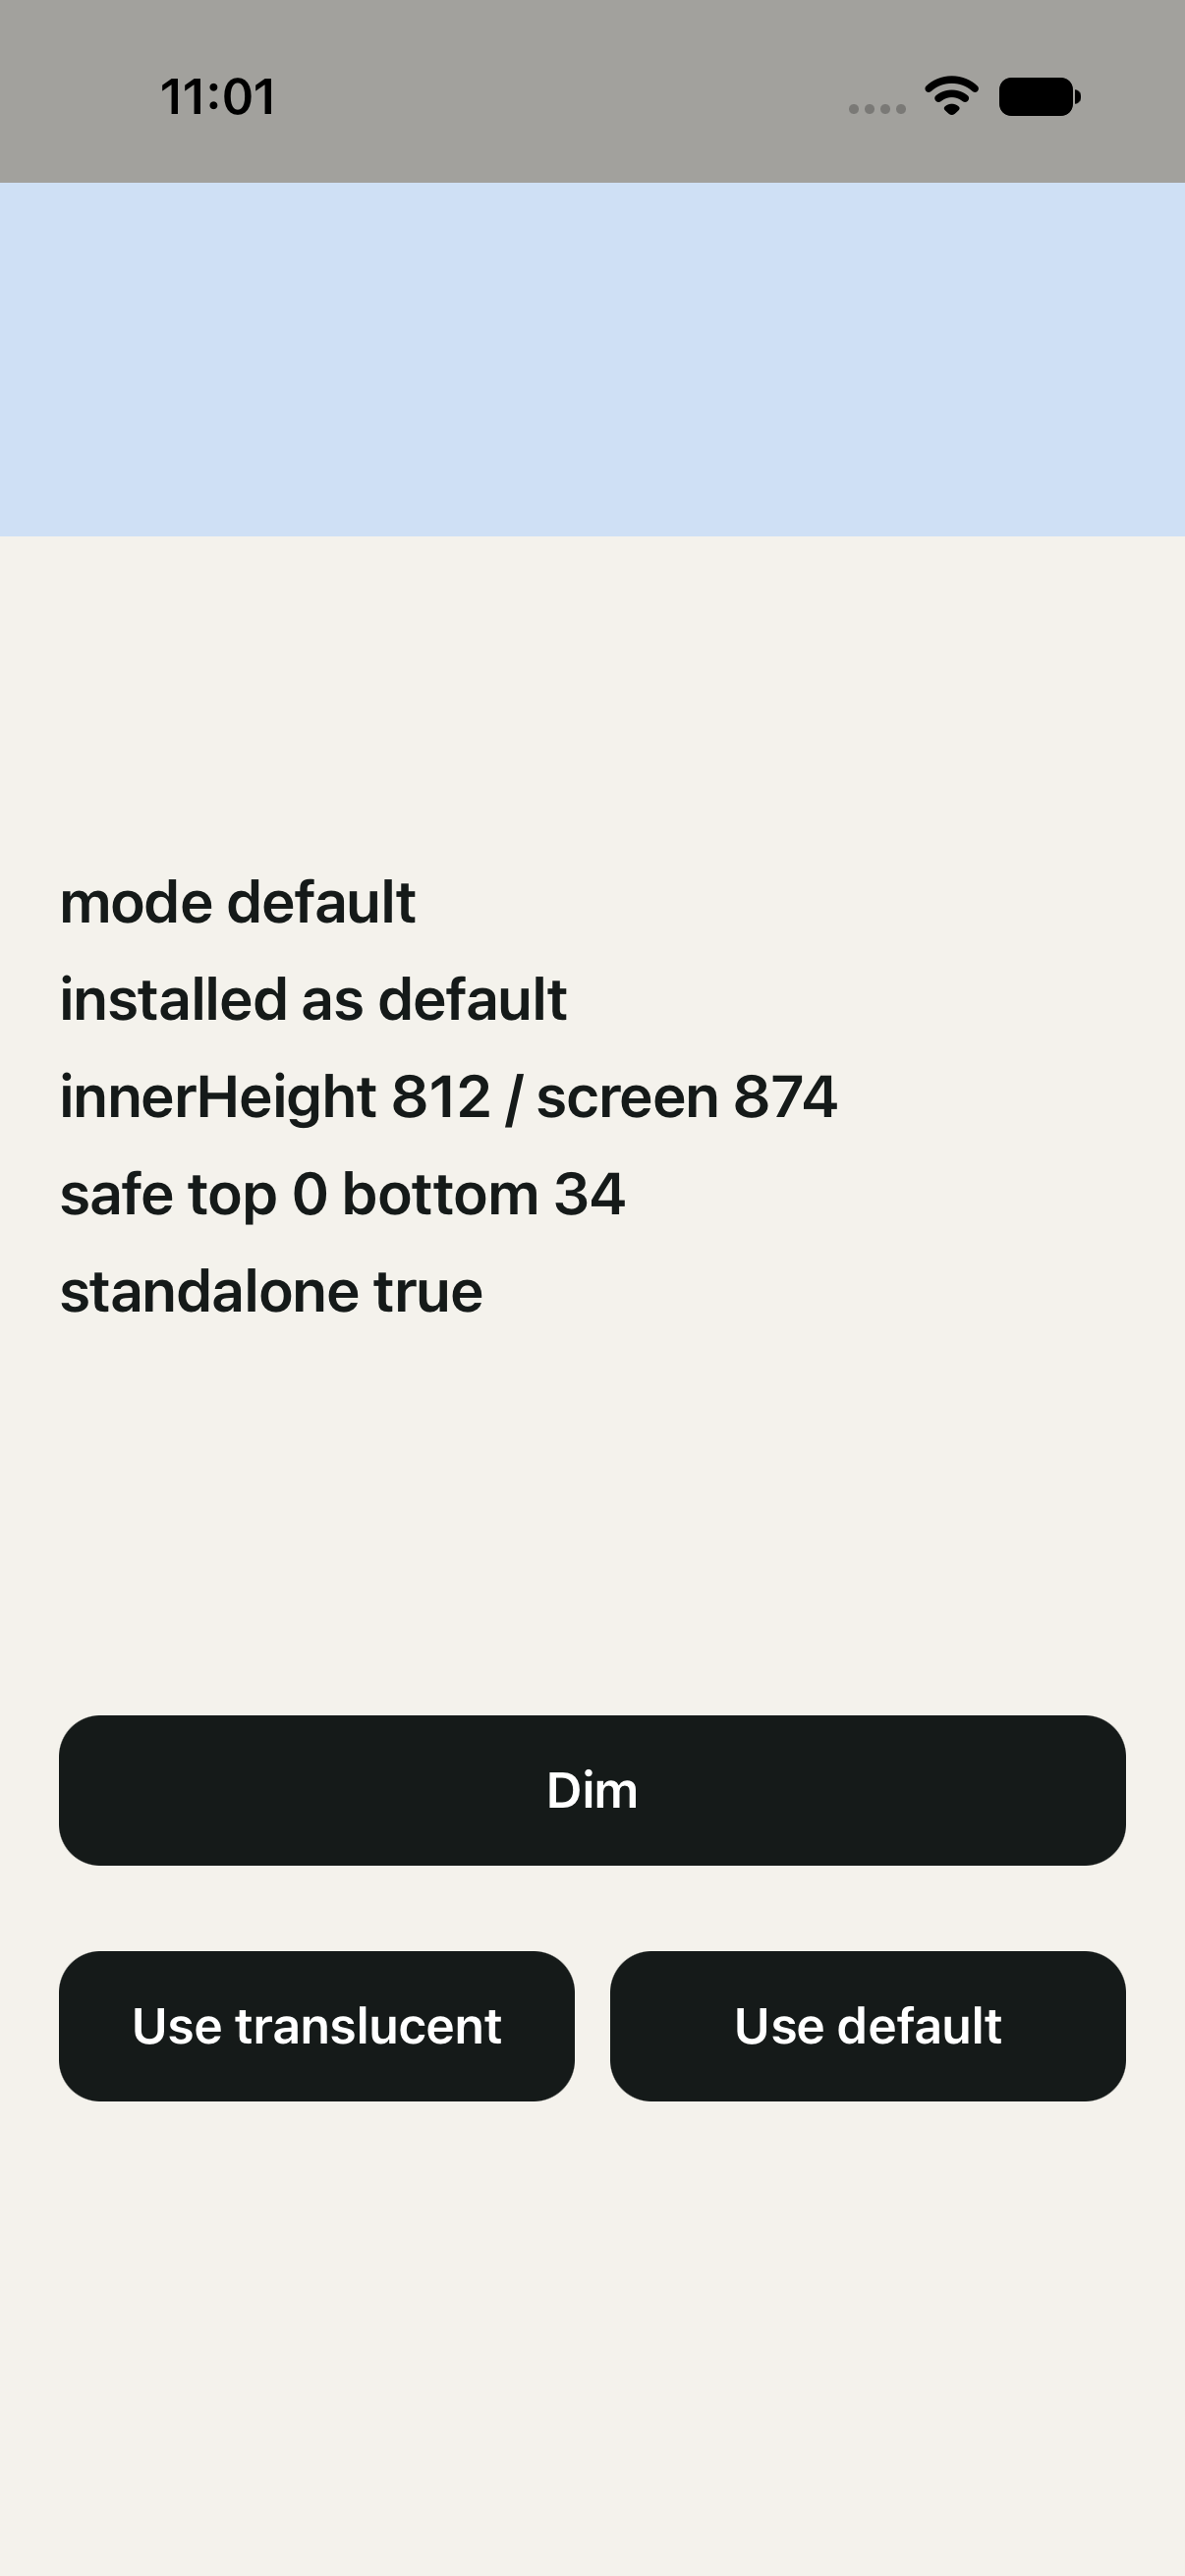 11:01
mode default
installed as default
innerHeight 812 / screen 874
safe top 0 bottom 34
standalone true
Dim
Use translucent
Use default